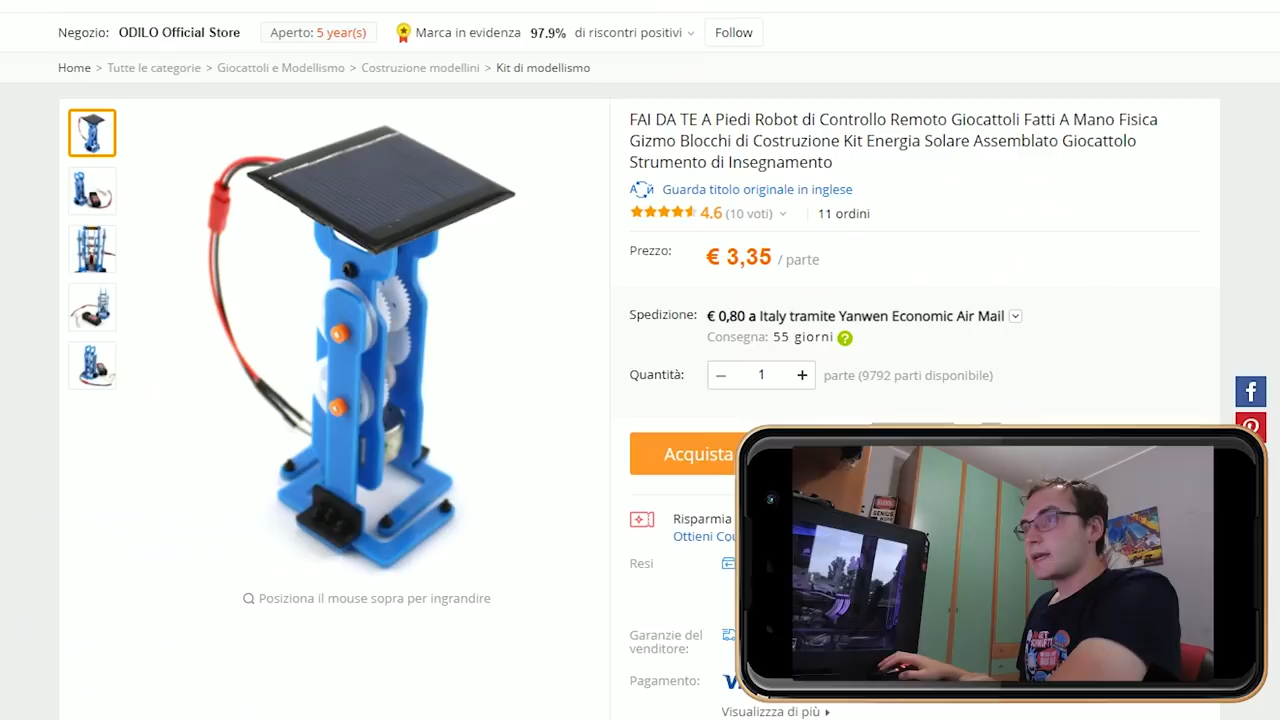 Negozio: ODILO Official Store Aperto: 5 year(s) Marca in evidenza 97.9% di riscontri positivi Follow
Home > Tutte le categorie > Giocattoli e Modellismo > Costruzione modellini > Kit di modellismo
FAI DA TE A Piedi Robot di Controllo Remoto Giocattoli Fatti A Mano Fisica
Gizmo Blocchi di Costruzione Kit Energia Solare Assemblato Giocattolo
Strumento di Insegnamento
Guarda titolo originale in inglese
4.6 (10 voti) 11 ordini
Prezzo: € 3,35 / parte
Spedizione: € 0,80 a Italy tramite Yanwen Economic Air Mail
Consegna: 55 giorni ?
Quantità: – 1 + parte (9792 parti disponibile)
Acquista
Posiziona il mouse sopra per ingrandire
Risparmia
Ottieni Cou
Resi
Garanzie del
venditore:
Pagamento:
Visualizzza di più
GENIUS